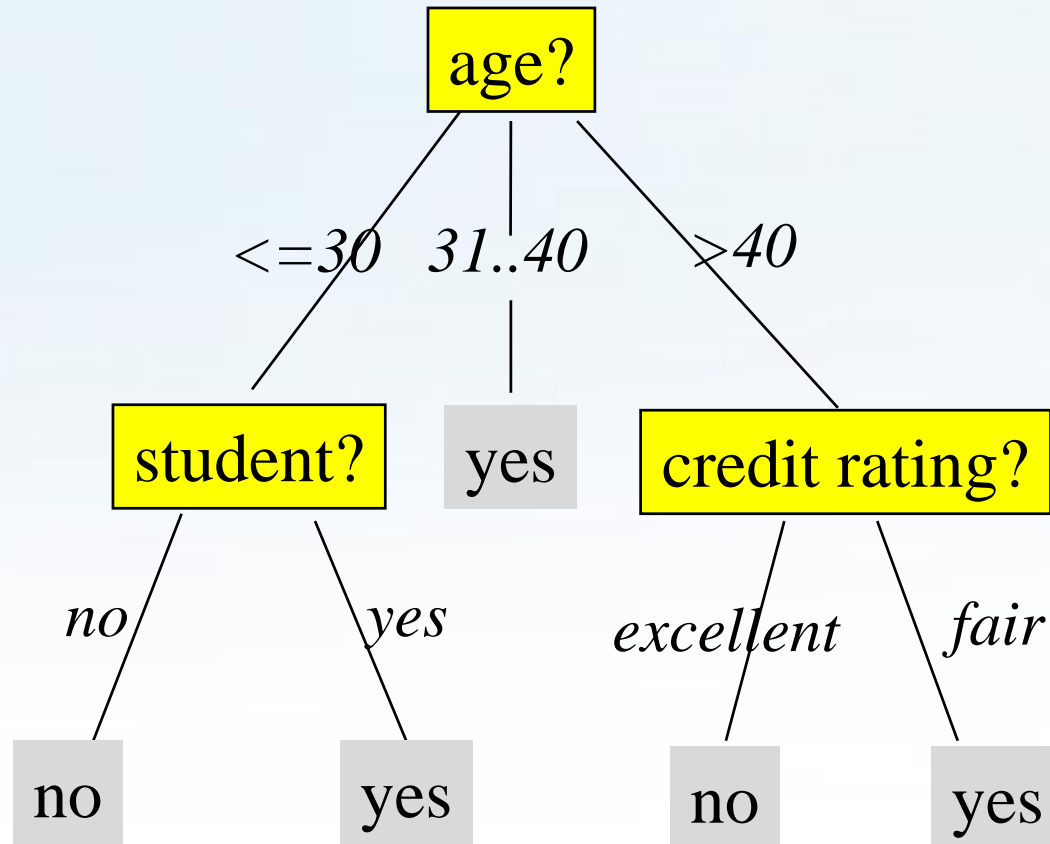 age?
<=30 31..40 >40
student? yes credit rating?
no yes excellent fair
no yes no yes